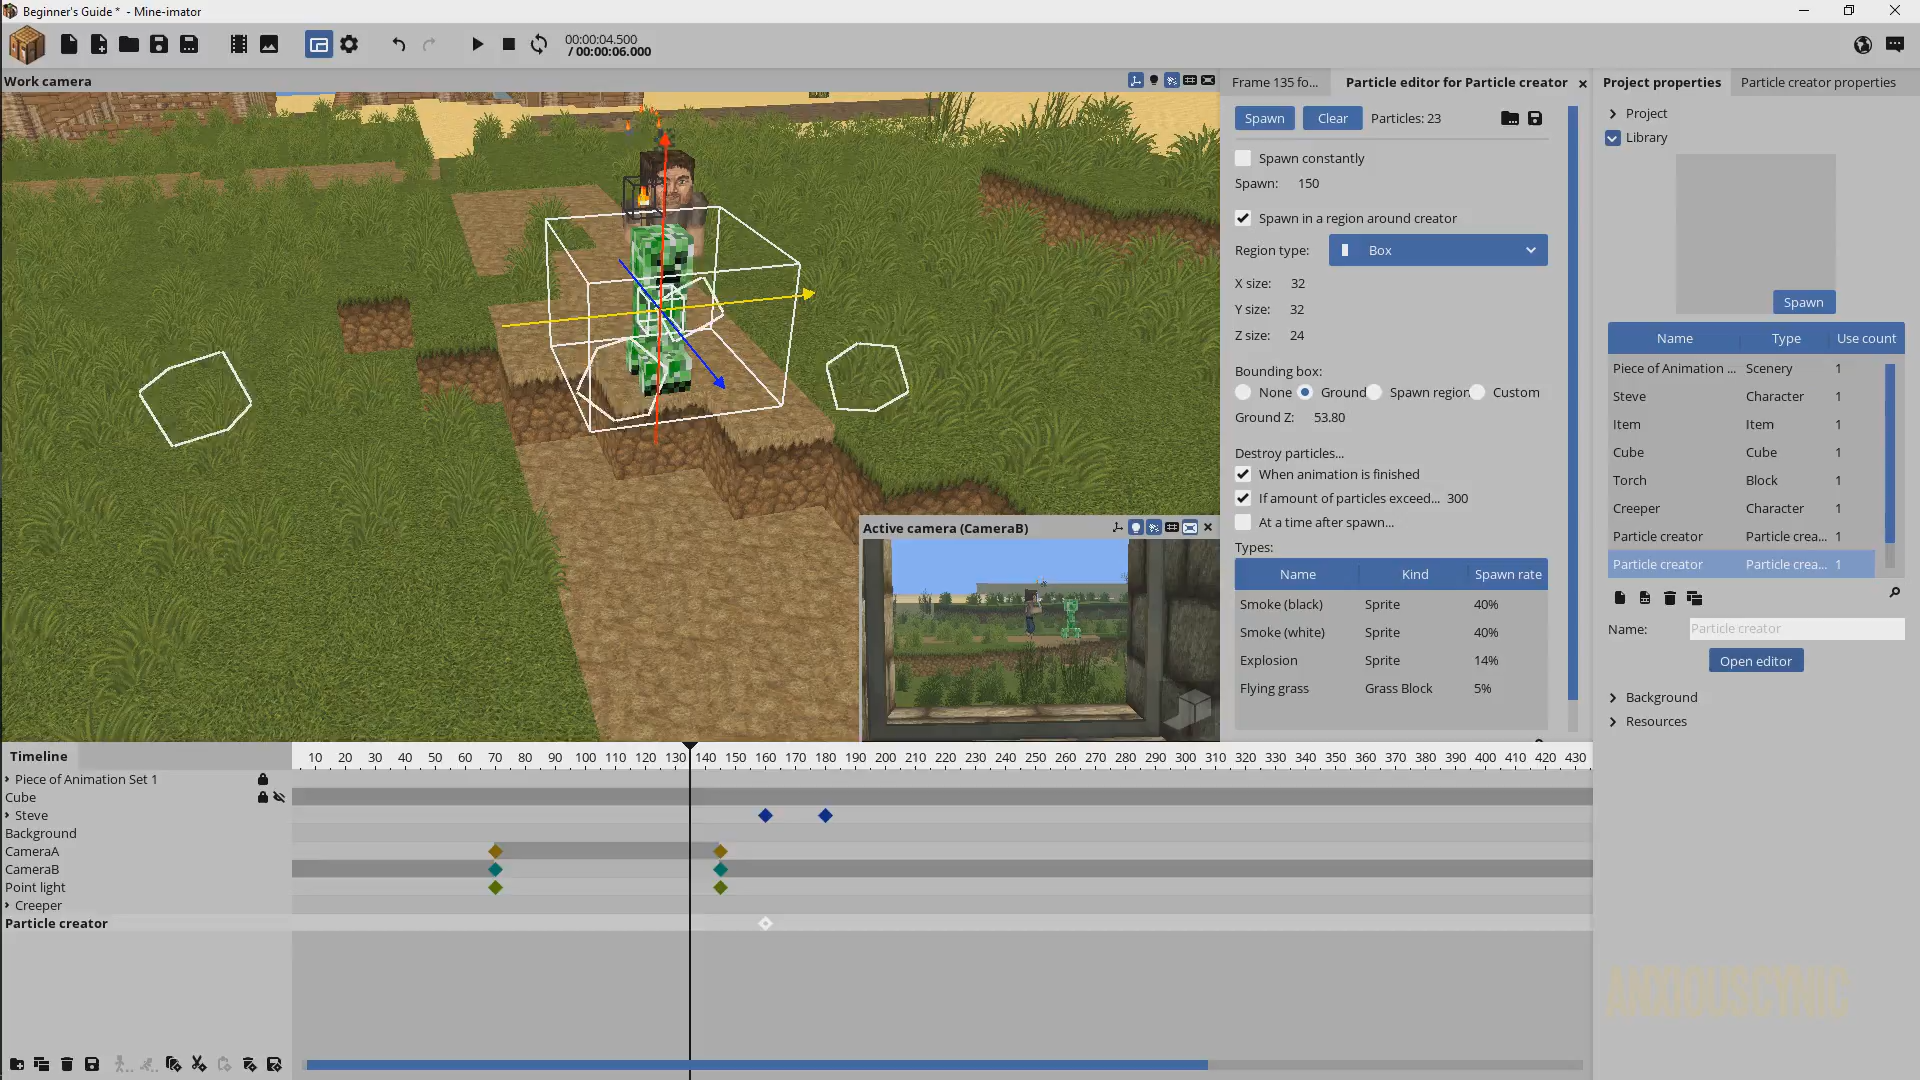 Beginner's Guide * - Mine-imator
00:00:04.500
/ 00:00:06.000
Work camera
Frame 135 fo...
Particle editor for Particle creator
Project properties
Particle creator properties
Spawn
Clear
Particles: 23
Spawn constantly
Spawn: 150
Spawn in a region around creator
Region type: Box
X size: 32
Y size: 32
Z size: 24
Bounding box:
None Ground Spawn region Custom
Ground Z: 53.80
Destroy particles...
When animation is finished
If amount of particles exceed... 300
At a time after spawn...
Types:
Name Kind Spawn rate
Smoke (black) Sprite 40%
Smoke (white) Sprite 40%
Explosion Sprite 14%
Flying grass Grass Block 5%
Project
Library
Spawn
Name Type Use count
Piece of Animation ... Scenery 1
Steve Character 1
Item Item 1
Cube Cube 1
Torch Block 1
Creeper Character 1
Particle creator Particle crea... 1
Particle creator Particle crea... 1
Name: Particle creator
Open editor
Background
Resources
Active camera (CameraB)
Timeline
10 20 30 40 50 60 70 80 90 100 110 120 130 140 150 160 170 180 190 200 210 220 230 240 250 260 270 280 290 300 310 320 330 340 350 360 370 380 390 400 410 420 430
Piece of Animation Set 1
Cube
Steve
Background
CameraA
CameraB
Point light
Creeper
Particle creator
ANXIOUSCYNIC